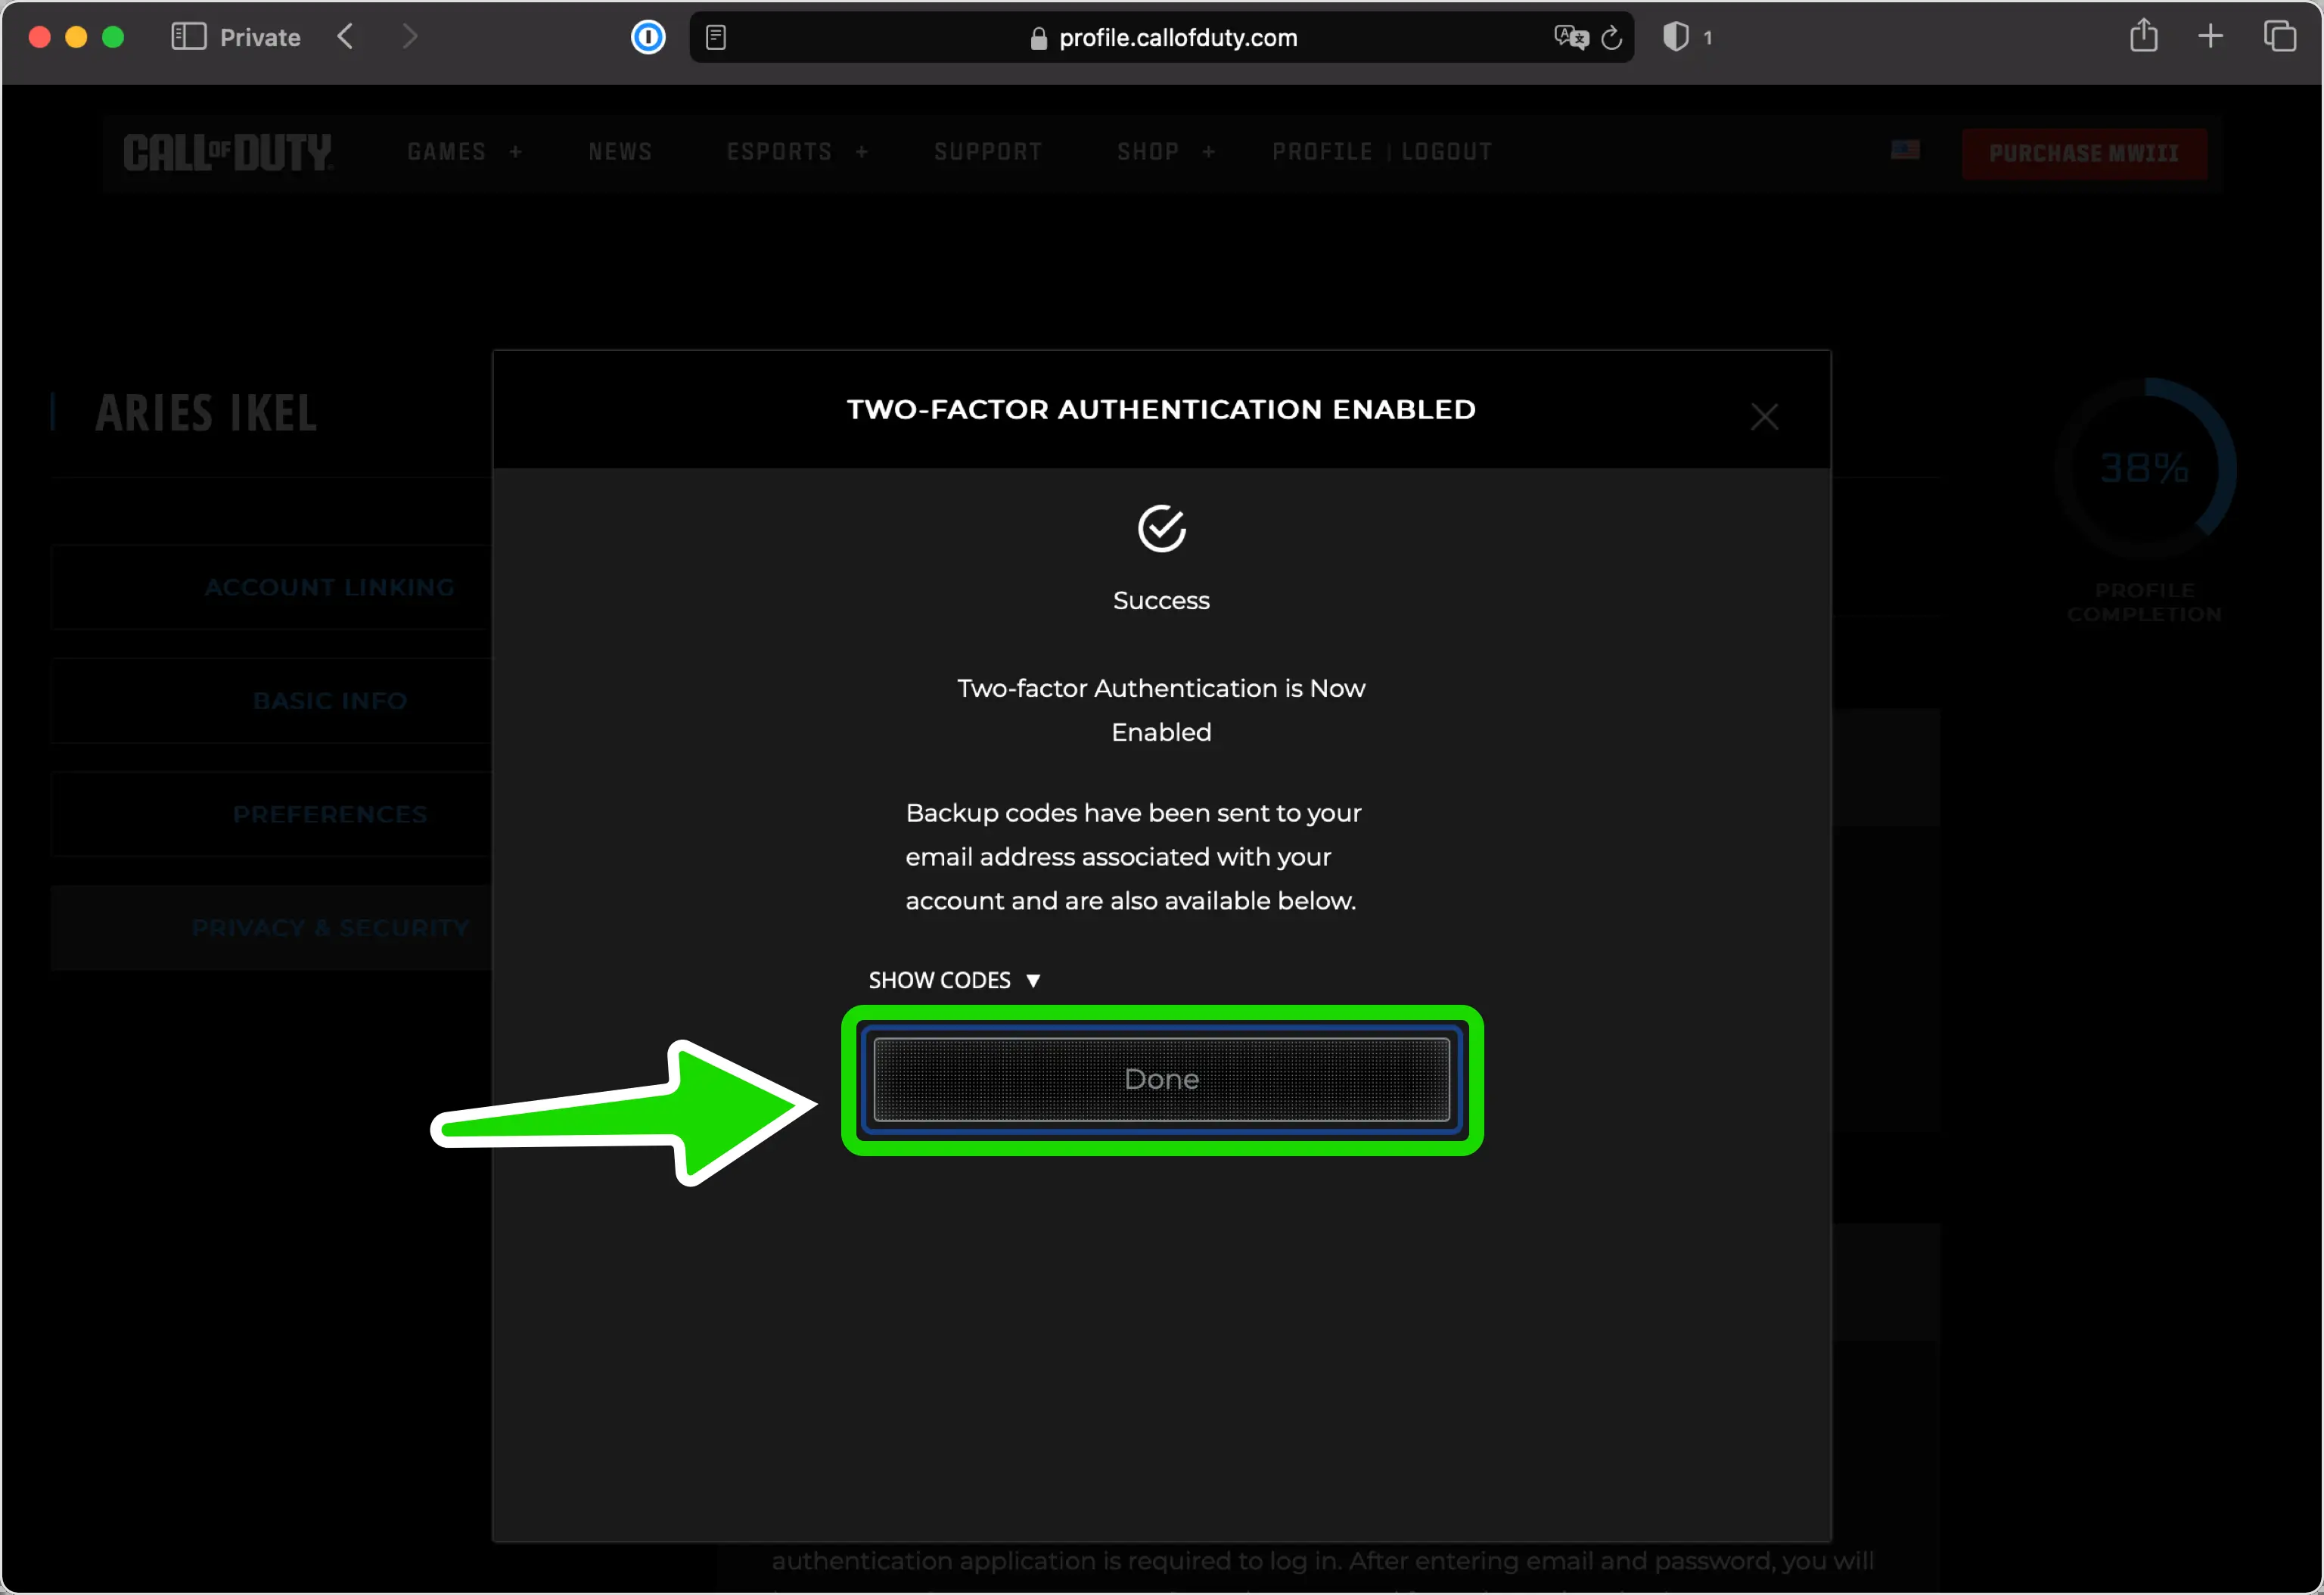 Private
profile.callofduty.com
1
CALL OF DUTY
GAMES + NEWS ESPORTS + SUPPORT SHOP + PROFILE | LOGOUT
PURCHASE MWIII
ARIES IKEL
ACCOUNT LINKING
BASIC INFO
PREFERENCES
PRIVACY & SECURITY
TWO-FACTOR AUTHENTICATION ENABLED
Success
Two-factor Authentication is Now
Enabled
Backup codes have been sent to your
email address associated with your
account and are also available below.
SHOW CODES ▼
Done
38%
PROFILE
COMPLETION
authentication application is required to log in. After entering email and password, you will